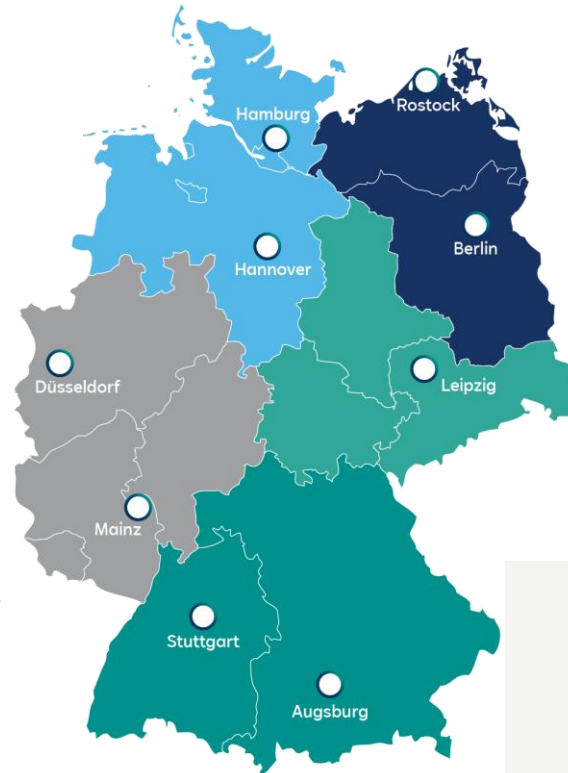 Rostock
Hamburg
Berlin
Hannover
Düsseldorf
Leipzig
Mainz
Stuttgart
Augsburg